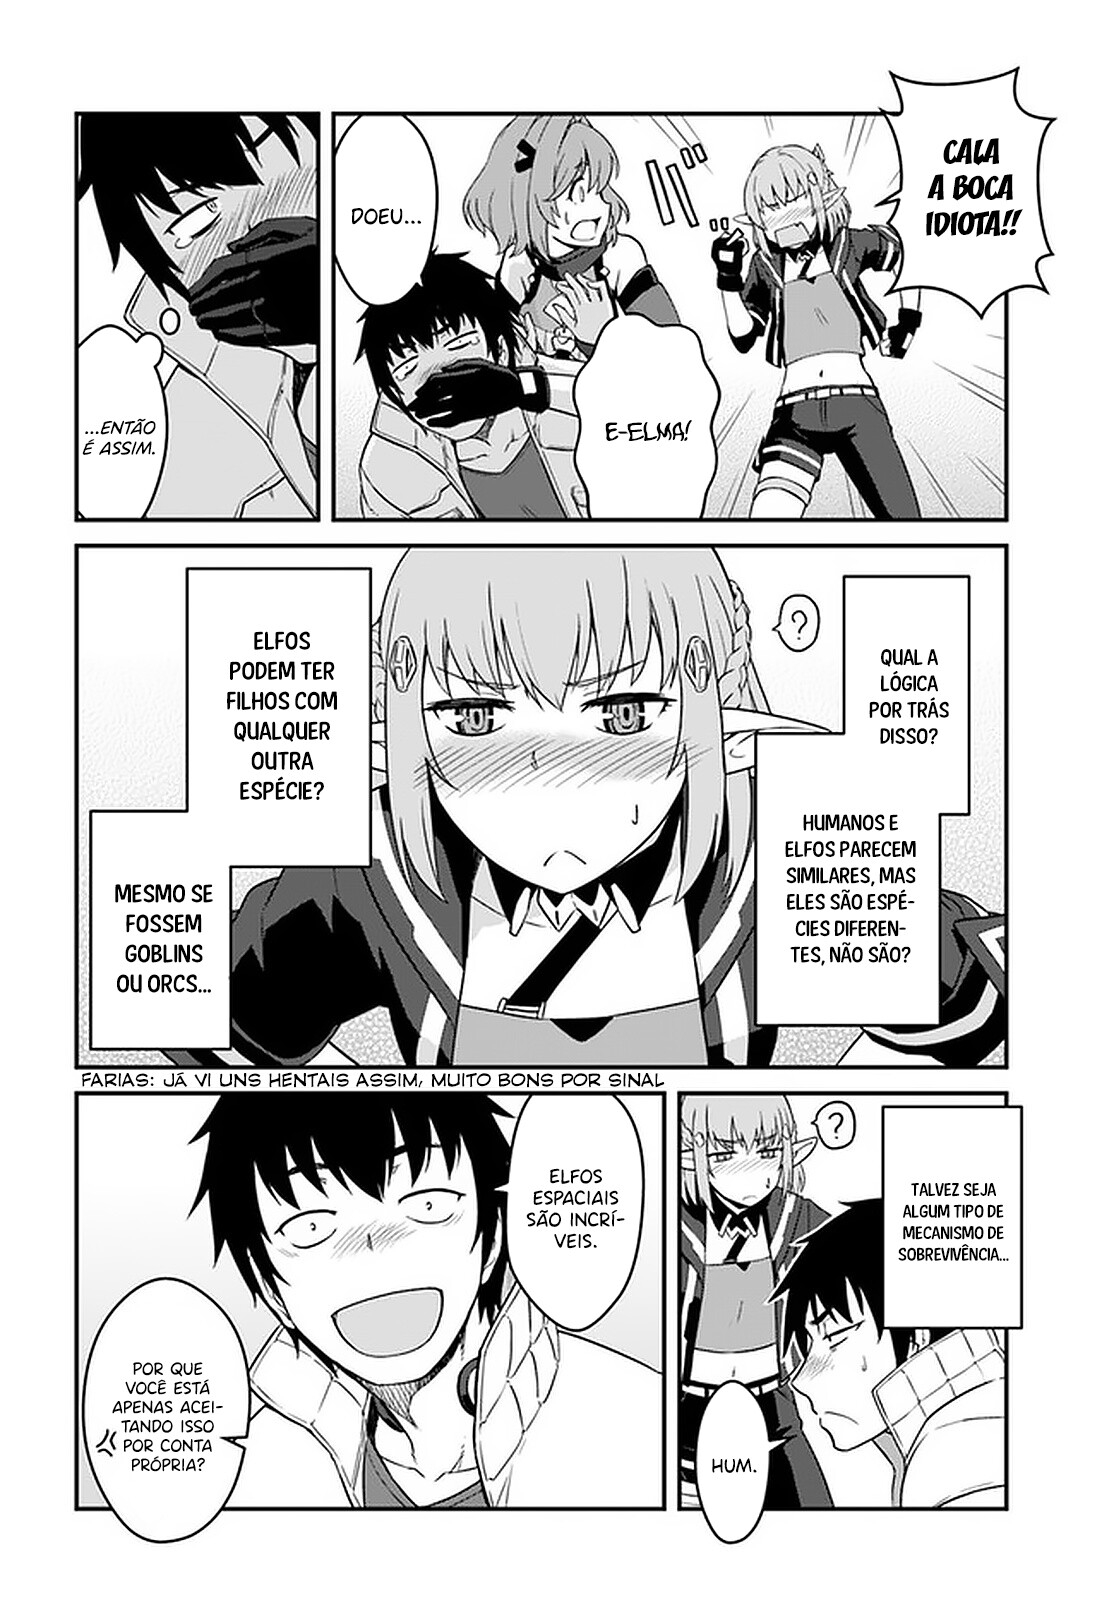 CALA
A BOCA
IDIOTA!!
DOEU...
E-ELMA!
...ENTÃO
É ASSIM.
?
QUAL A
LÓGICA
POR TRÁS
DISSO?
HUMANOS E
ELFOS PARECEM
SIMILARES, MAS
ELES SÃO ESPÉ-
CIES DIFEREN-
TES, NÃO SÃO?
ELFOS
PODEM TER
FILHOS COM
QUALQUER
OUTRA
ESPÉCIE?
MESMO SE
FOSSEM
GOBLINS
OU ORCS...
FARIAS: JÁ VI UNS HENTAIS ASSIM, MUITO BONS POR SINAL
?
TALVEZ SEJA
ALGUM TIPO DE
MECANISMO DE
SOBREVIVÊNCIA...
HUM.
ELFOS
ESPACIAIS
SÃO INCRÍ-
VEIS.
POR QUE
VOCÊ ESTÁ
APENAS ACEI-
TANDO ISSO
POR CONTA
PRÓPRIA?